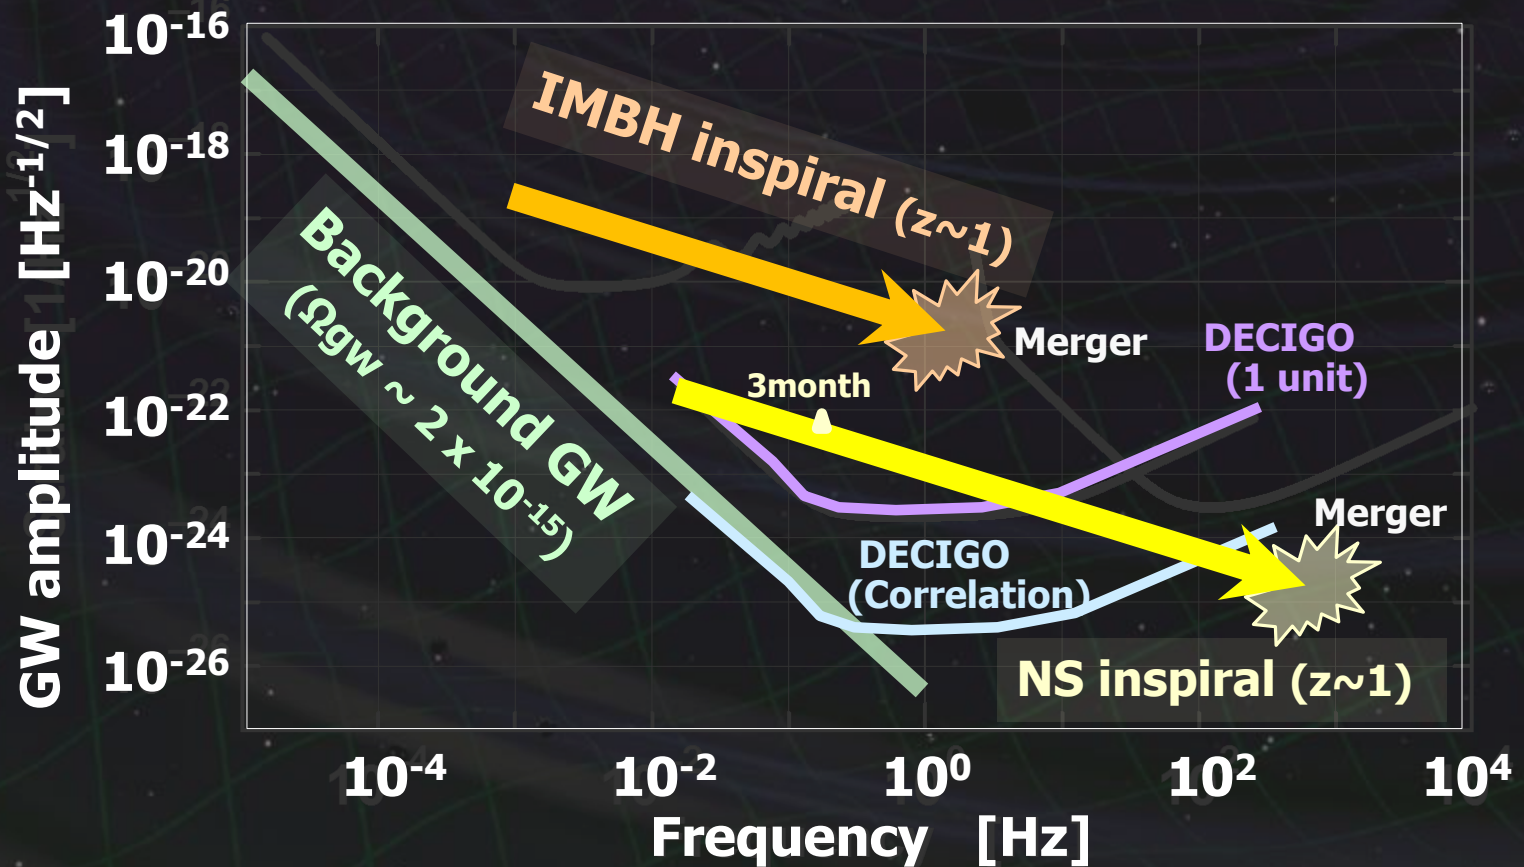 10-16
10-18
10-20
10-22
10-24
10-26
GW amplitude [Hz-1/2]
IMBH inspiral (z~1)
Background GW
(Ωgw ~ 2 x 10-15)
Merger
3month
DECIGO
(1 unit)
DECIGO
(Correlation)
Merger
NS inspiral (z~1)
10-4 10-2 100 102 104
Frequency [Hz]